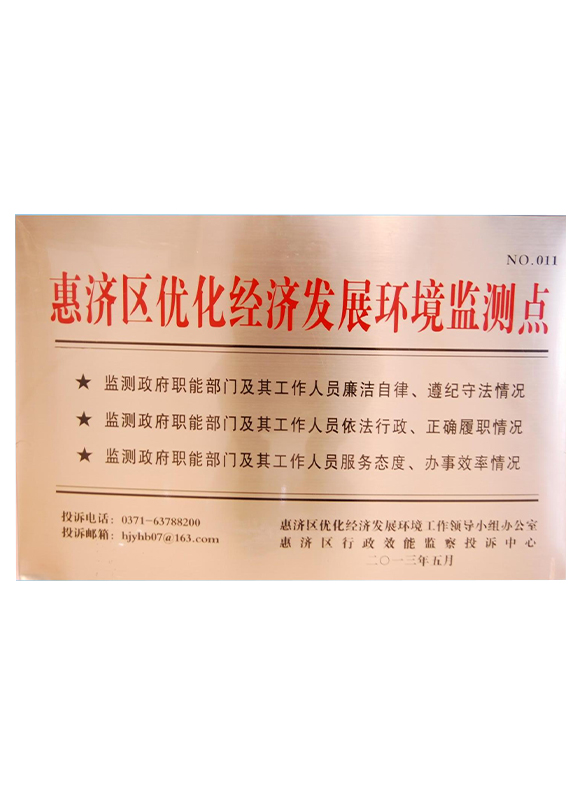 NO.011
惠济区优化经济发展环境监测点
★ 监测政府职能部门及其工作人员廉洁自律、遵纪守法情况
★ 监测政府职能部门及其工作人员依法行政、正确履职情况
★ 监测政府职能部门及其工作人员服务态度、办事效率情况
投诉电话：0371-63788200
投诉邮箱：hjyhb07@163.com
惠济区优化经济发展环境工作领导小组办公室
惠济区行政效能监察投诉中心
二〇一三年五月